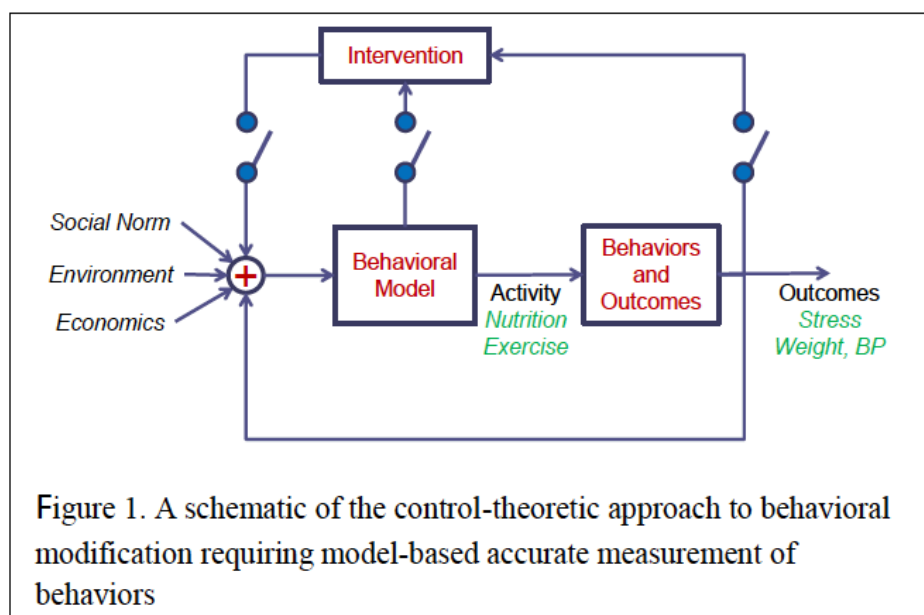 Intervention
Social Norm
Environment
Economics
+
Behavioral
Model
Activity
Nutrition
Exercise
Behaviors
and
Outcomes
Outcomes
Stress
Weight, BP
Figure 1. A schematic of the control-theoretic approach to behavioral
modification requiring model-based accurate measurement of
behaviors